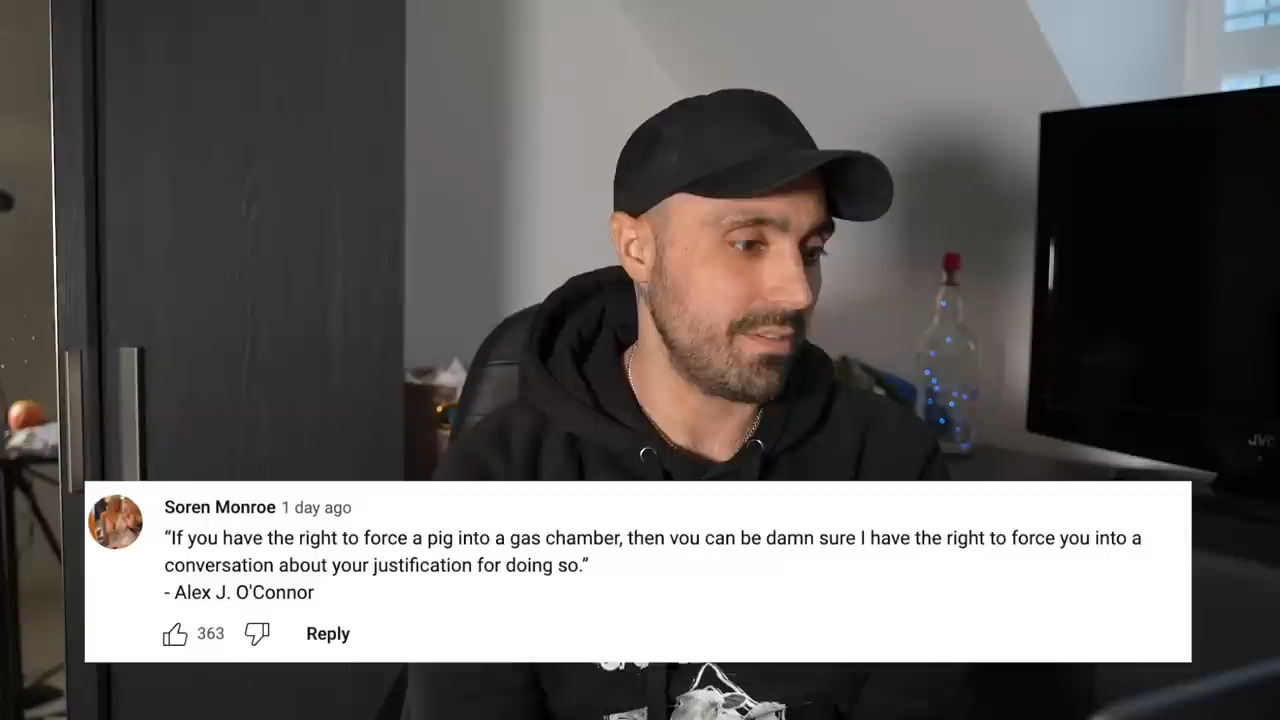 JVC
Soren Monroe 1 day ago
“If you have the right to force a pig into a gas chamber, then vou can be damn sure I have the right to force you into a
conversation about your justification for doing so.”
- Alex J. O'Connor
363 Reply